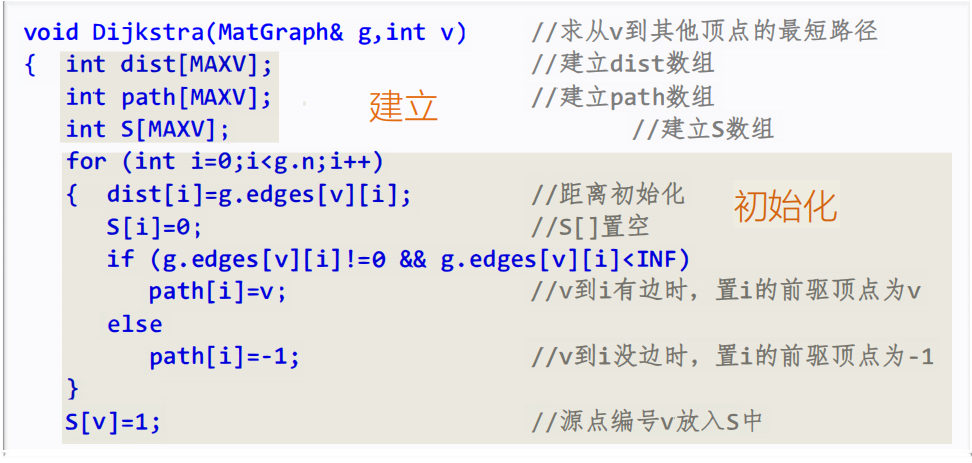 void Dijkstra(MatGraph& g,int v) //求从v到其他顶点的最短路径
{ int dist[MAXV]; //建立dist数组
int path[MAXV]; //建立path数组
建立
int S[MAXV]; //建立S数组
for (int i=0;i<g.n;i++)
{ dist[i]=g.edges[v][i]; //距离初始化
初始化
S[i]=0; //S[]置空
if (g.edges[v][i]!=0 && g.edges[v][i]<INF)
path[i]=v; //v到i有边时，置i的前驱顶点为v
else
path[i]=-1; //v到i没边时，置i的前驱顶点为-1
}
S[v]=1; //源点编号v放入S中